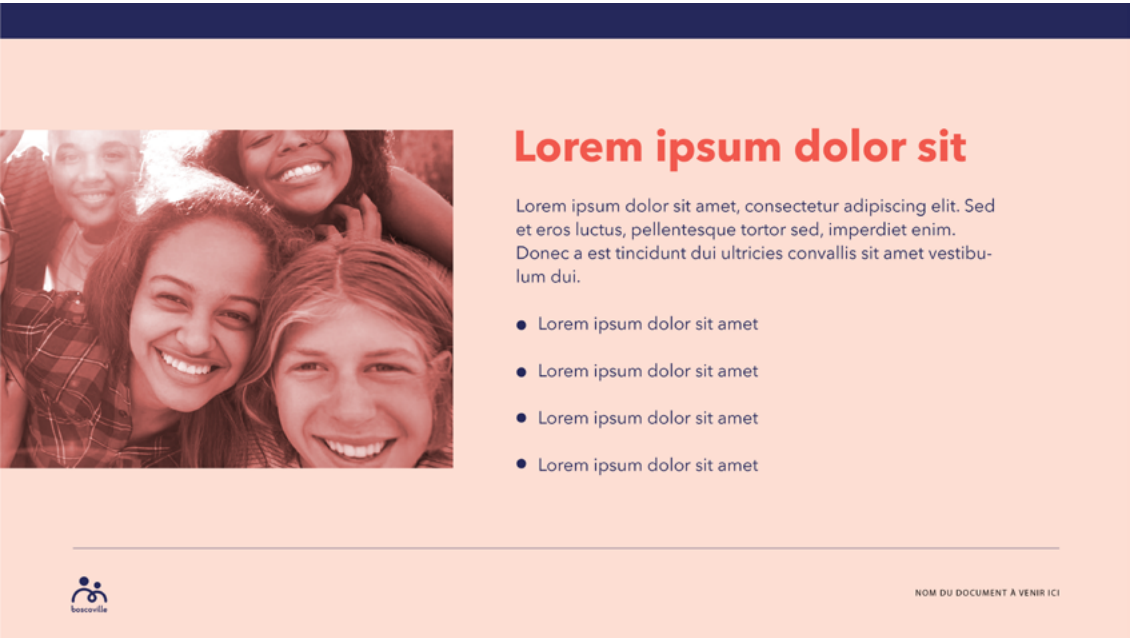 Lorem ipsum dolor sit
Lorem ipsum dolor sit amet, consectetur adipiscing elit. Sed
et eros luctus, pellentesque tortor sed, imperdiet enim.
Donec a est tincidunt dui ultricies convallis sit amet vestibu-
lum dui.
Lorem ipsum dolor sit amet
Lorem ipsum dolor sit amet
Lorem ipsum dolor sit amet
Lorem ipsum dolor sit amet
boscoville
NOM DU DOCUMENT À VENIR ICI